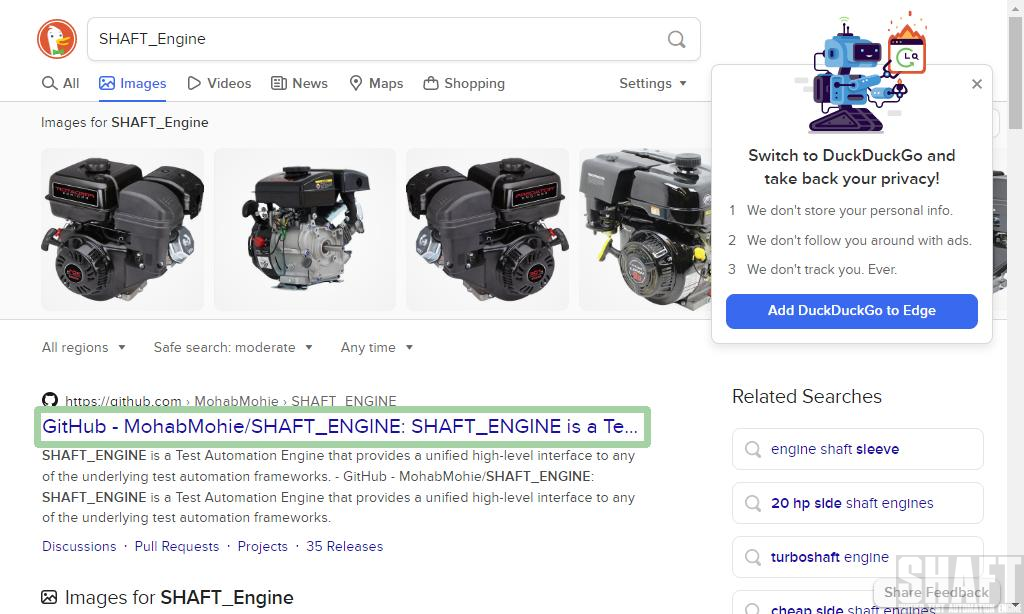 SHAFT_Engine
All
Images
Videos
News
Maps
Shopping
Settings
Images for SHAFT_Engine
Switch to DuckDuckGo and
take back your privacy!
1 We don't store your personal info.
2 We don't follow you around with ads.
3 We don't track you. Ever.
Add DuckDuckGo to Edge
All regions
Safe search: moderate
Any time
https://github.com › MohabMohie › SHAFT_ENGINE
GitHub - MohabMohie/SHAFT_ENGINE: SHAFT_ENGINE is a Te...
SHAFT_ENGINE is a Test Automation Engine that provides a unified high-level interface to any
of the underlying test automation frameworks. - GitHub - MohabMohie/SHAFT_ENGINE:
SHAFT_ENGINE is a Test Automation Engine that provides a unified high-level interface to any
of the underlying test automation frameworks.
Discussions · Pull Requests · Projects · 35 Releases
Images for SHAFT_Engine
Related Searches
engine shaft sleeve
20 hp side shaft engines
turboshaft engine
cheap side shaft engines
SHAFT
Share Feedback